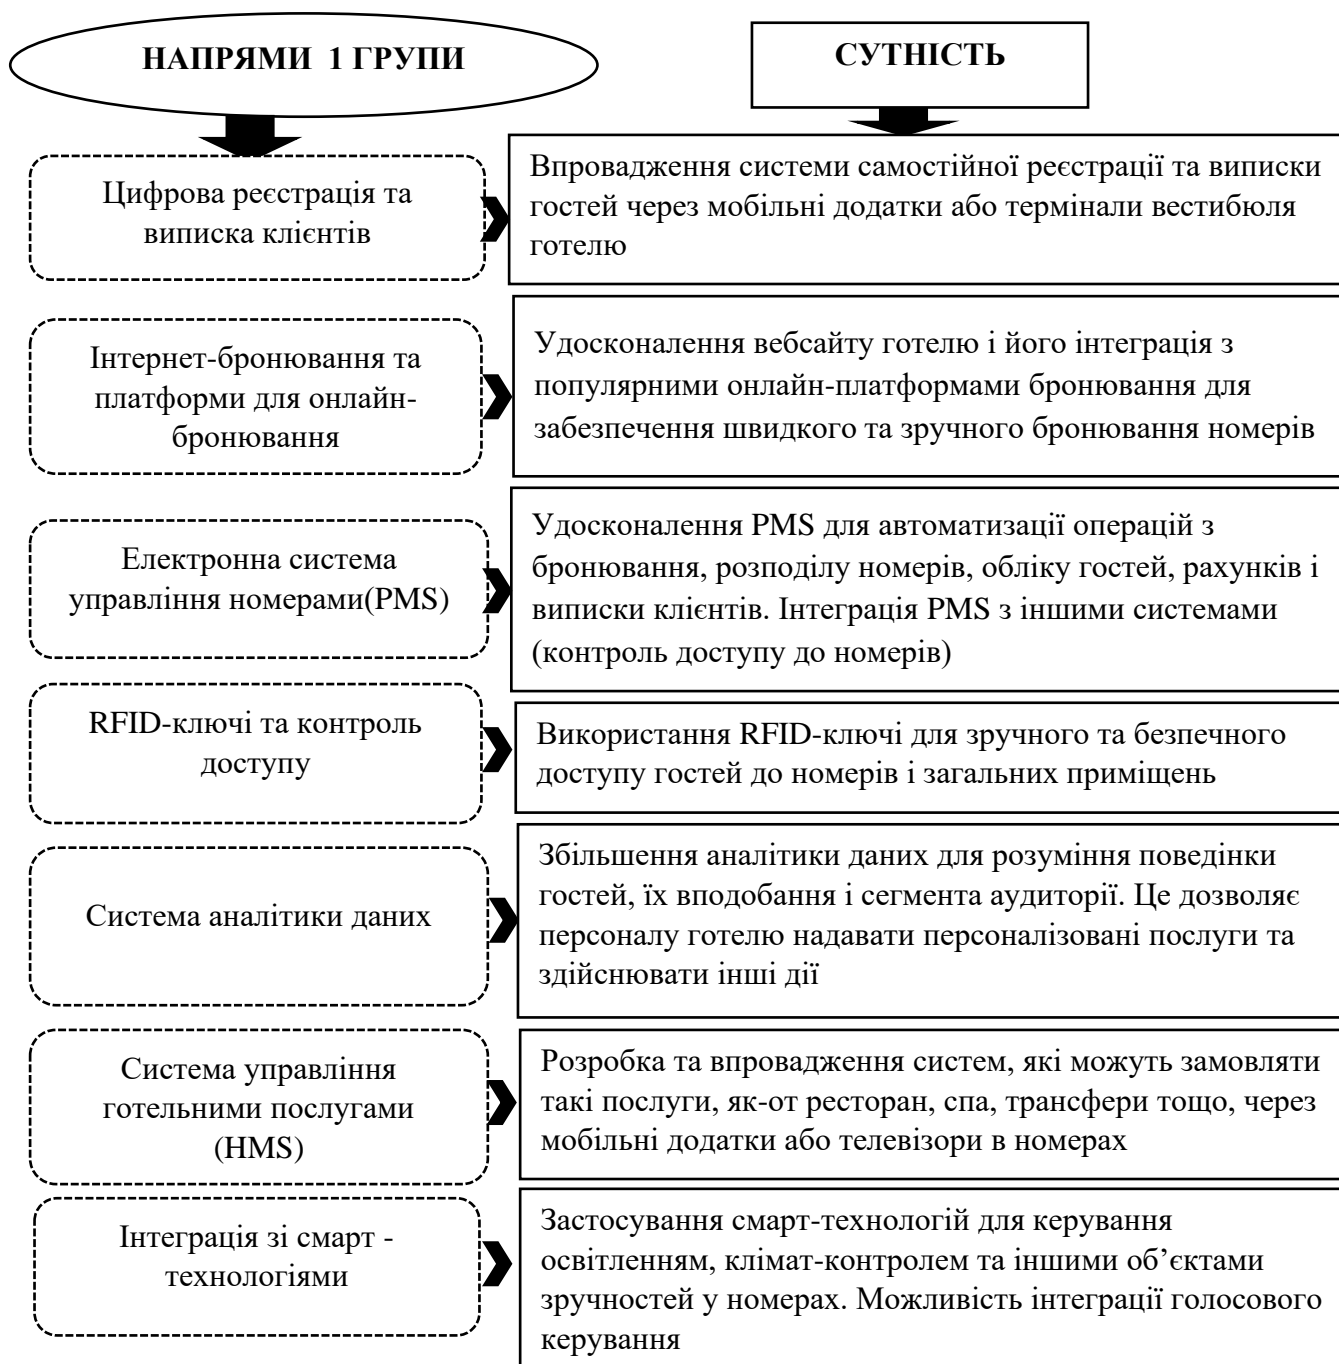 НАПРЯМИ 1 ГРУПИ
СУТНІСТЬ
Цифрова реєстрація та
виписка клієнтів
Впровадження системи самостійної реєстрації та виписки
гостей через мобільні додатки або термінали вестибюля
готелю
Інтернет-бронювання та
платформи для онлайн-
бронювання
Удосконалення вебсайту готелю і його інтеграція з
популярними онлайн-платформами бронювання для
забезпечення швидкого та зручного бронювання номерів
Електронна система
управління номерами(PMS)
Удосконалення PMS для автоматизації операцій з
бронювання, розподілу номерів, обліку гостей, рахунків і
виписки клієнтів. Інтеграція PMS з іншими системами
(контроль доступу до номерів)
RFID-ключі та контроль
доступу
Використання RFID-ключі для зручного та безпечного
доступу гостей до номерів і загальних приміщень
Система аналітики даних
Збільшення аналітики даних для розуміння поведінки
гостей, їх вподобання і сегмента аудиторії. Це дозволяє
персоналу готелю надавати персоналізовані послуги та
здійснювати інші дії
Система управління
готельними послугами
(HMS)
Розробка та впровадження систем, які можуть замовляти
такі послуги, як-от ресторан, спа, трансфери тощо, через
мобільні додатки або телевізори в номерах
Інтеграція зі смарт -
технологіями
Застосування смарт-технологій для керування
освітленням, клімат-контролем та іншими об’єктами
зручностей у номерах. Можливість інтеграції голосового
керування